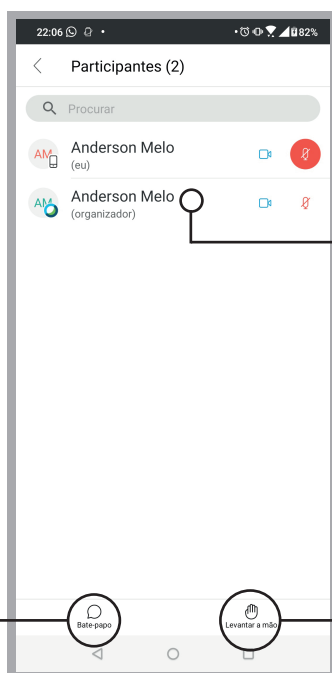 22:06 82%
Participantes (2)
Procurar
AM Anderson Melo
(eu)
AM Anderson Melo
(organizador)
Bate-papo Levantar a mão